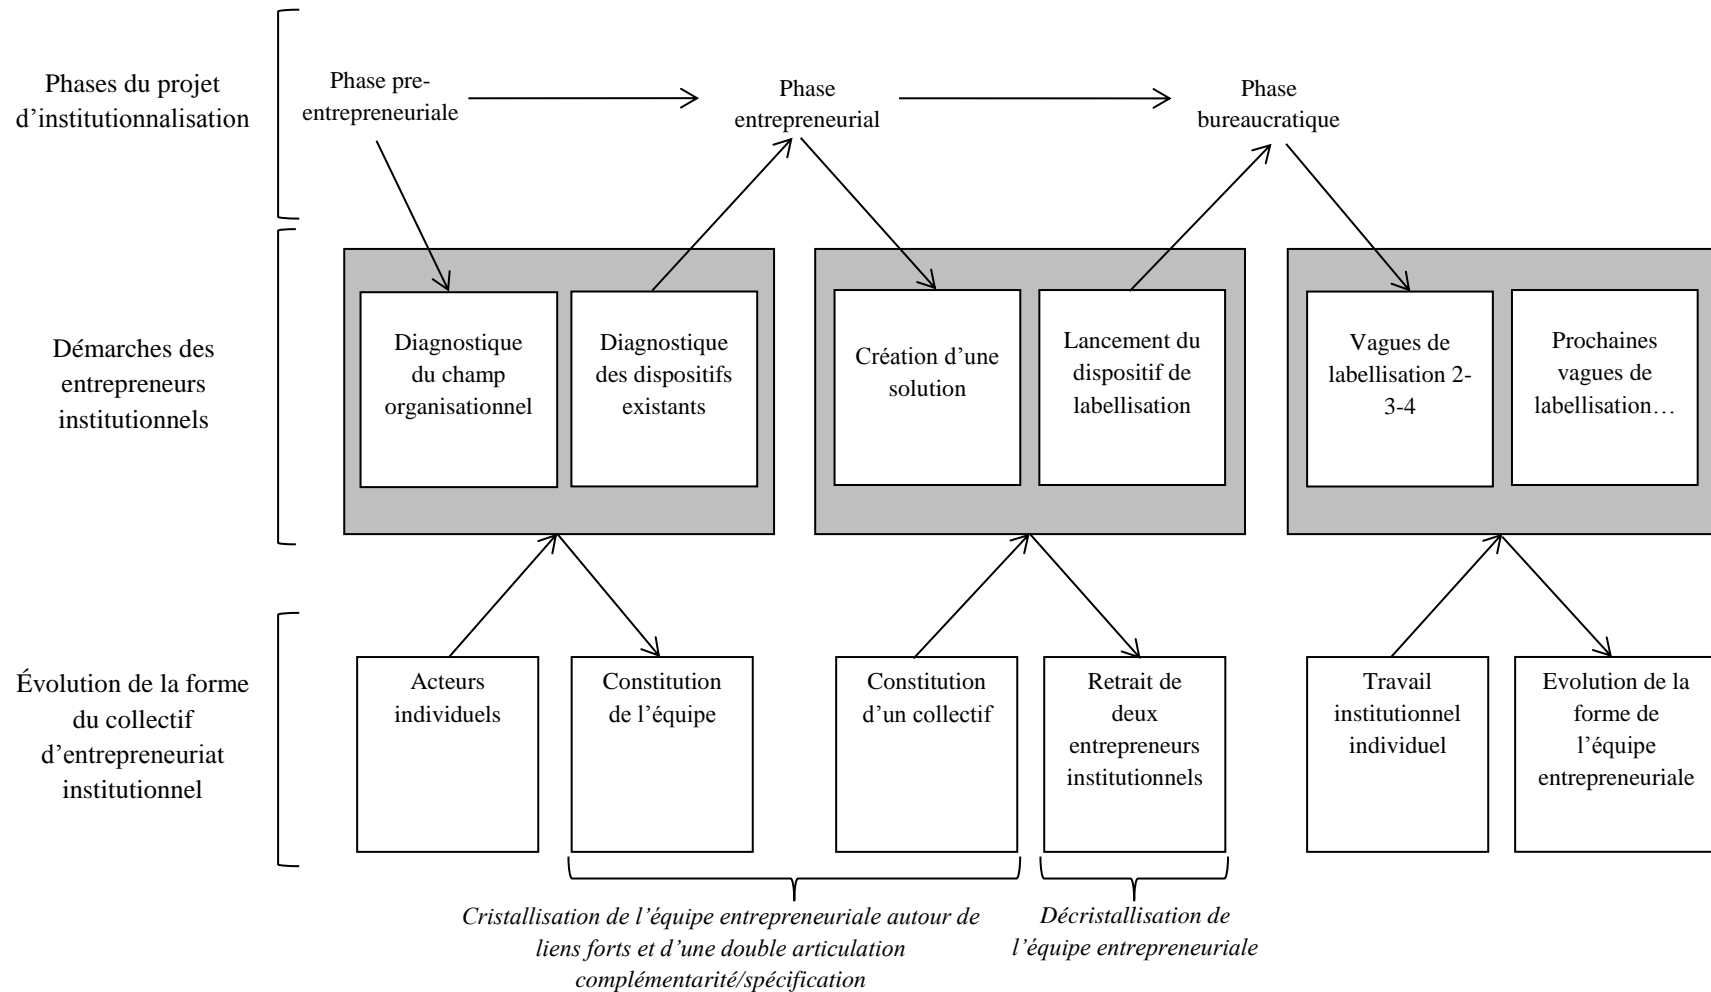 Phases du projet
d’institutionnalisation
Phase pre-
entrepreneuriale
Phase
entrepreneurial
Phase
bureaucratique
Démarches des
entrepreneurs
institutionnels
Diagnostique
du champ
organisationnel
Diagnostique
des dispositifs
existants
Création d’une
solution
Lancement du
dispositif de
labellisation
Vagues de
labellisation 2-
3-4
Prochaines
vagues de
labellisation…
Évolution de la forme
du collectif
d’entrepreneuriat
institutionnel
Acteurs
individuels
Constitution
de l’équipe
Constitution
d’un collectif
Retrait de
deux
entrepreneurs
institutionnels
Travail
institutionnel
individuel
Evolution de la
forme de
l’équipe
entrepreneuriale
Cristallisation de l’équipe entrepreneuriale autour de
liens forts et d’une double articulation
complémentarité/spécification
Décristallisation de
l’équipe entrepreneuriale